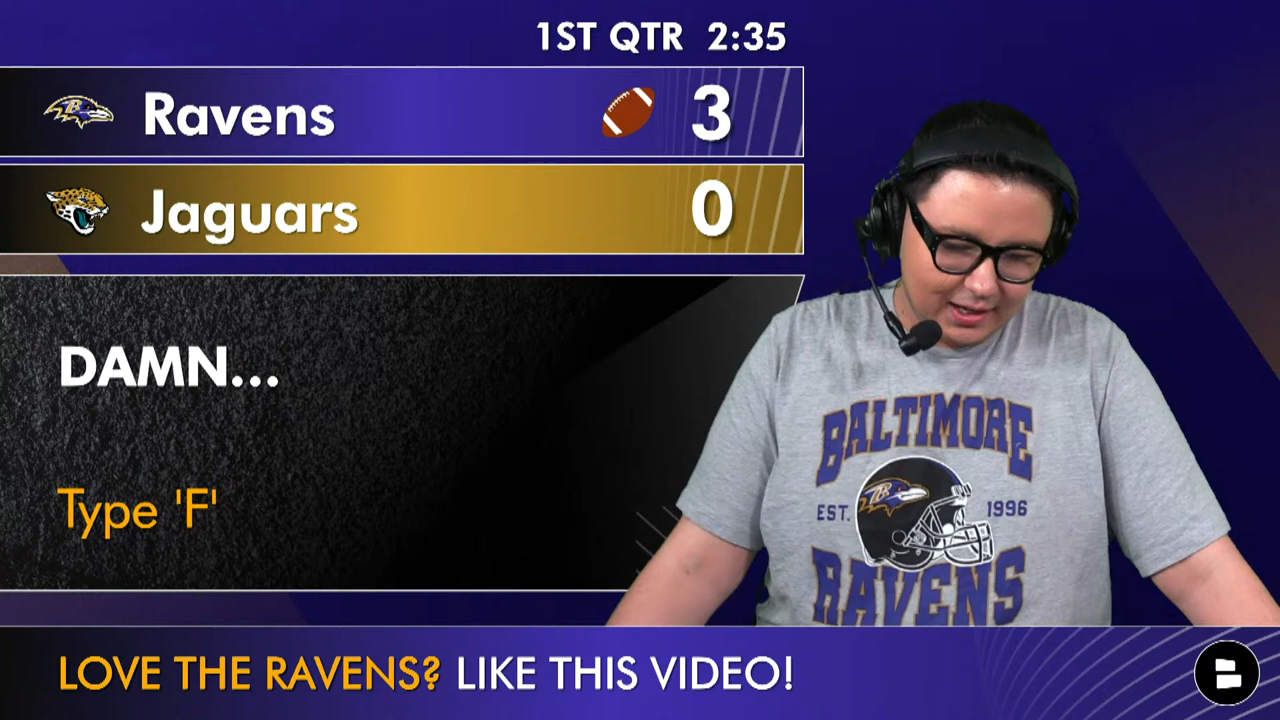 1ST QTR 2:35
Ravens 3
Jaguars 0
DAMN...
Type 'F'
BALTIMORE
EST. 1996
RAVENS
LOVE THE RAVENS? LIKE THIS VIDEO!